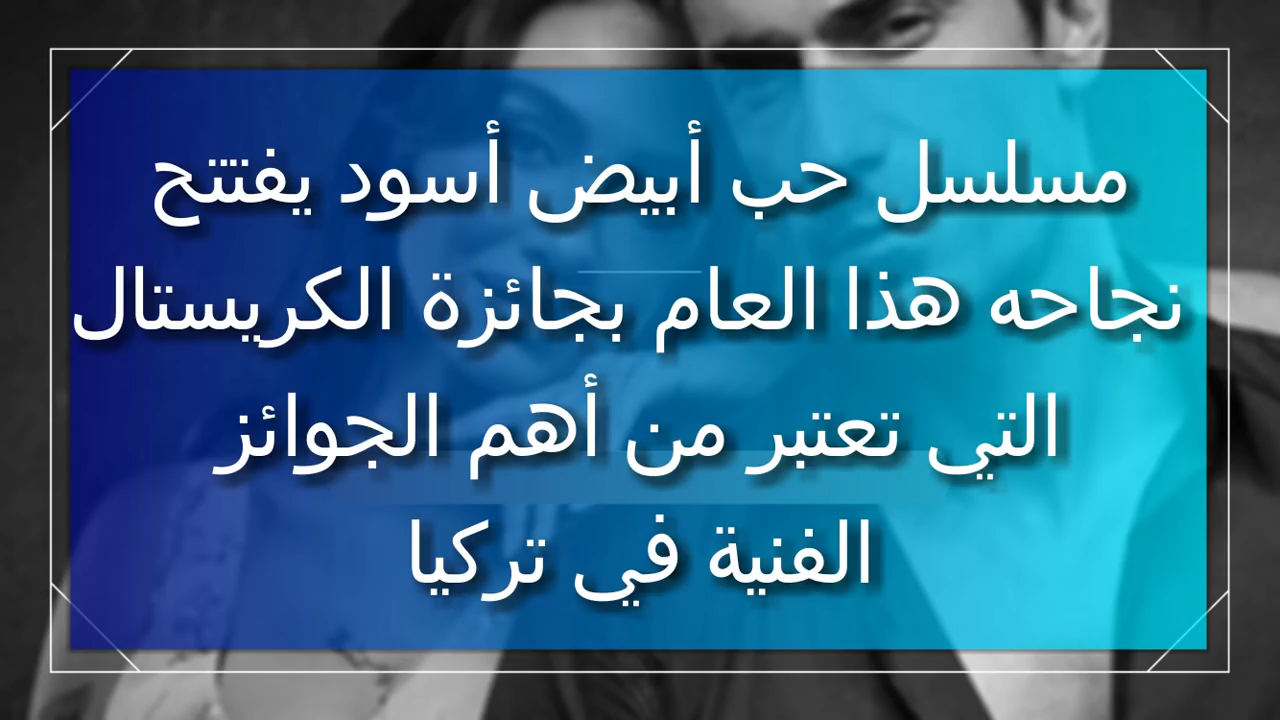 مسلسل حب أبيض أسود يفتتح
نجاحه هذا العام بجائزة الكريستال
التي تعتبر من أهم الجوائز
الفنية في تركيا